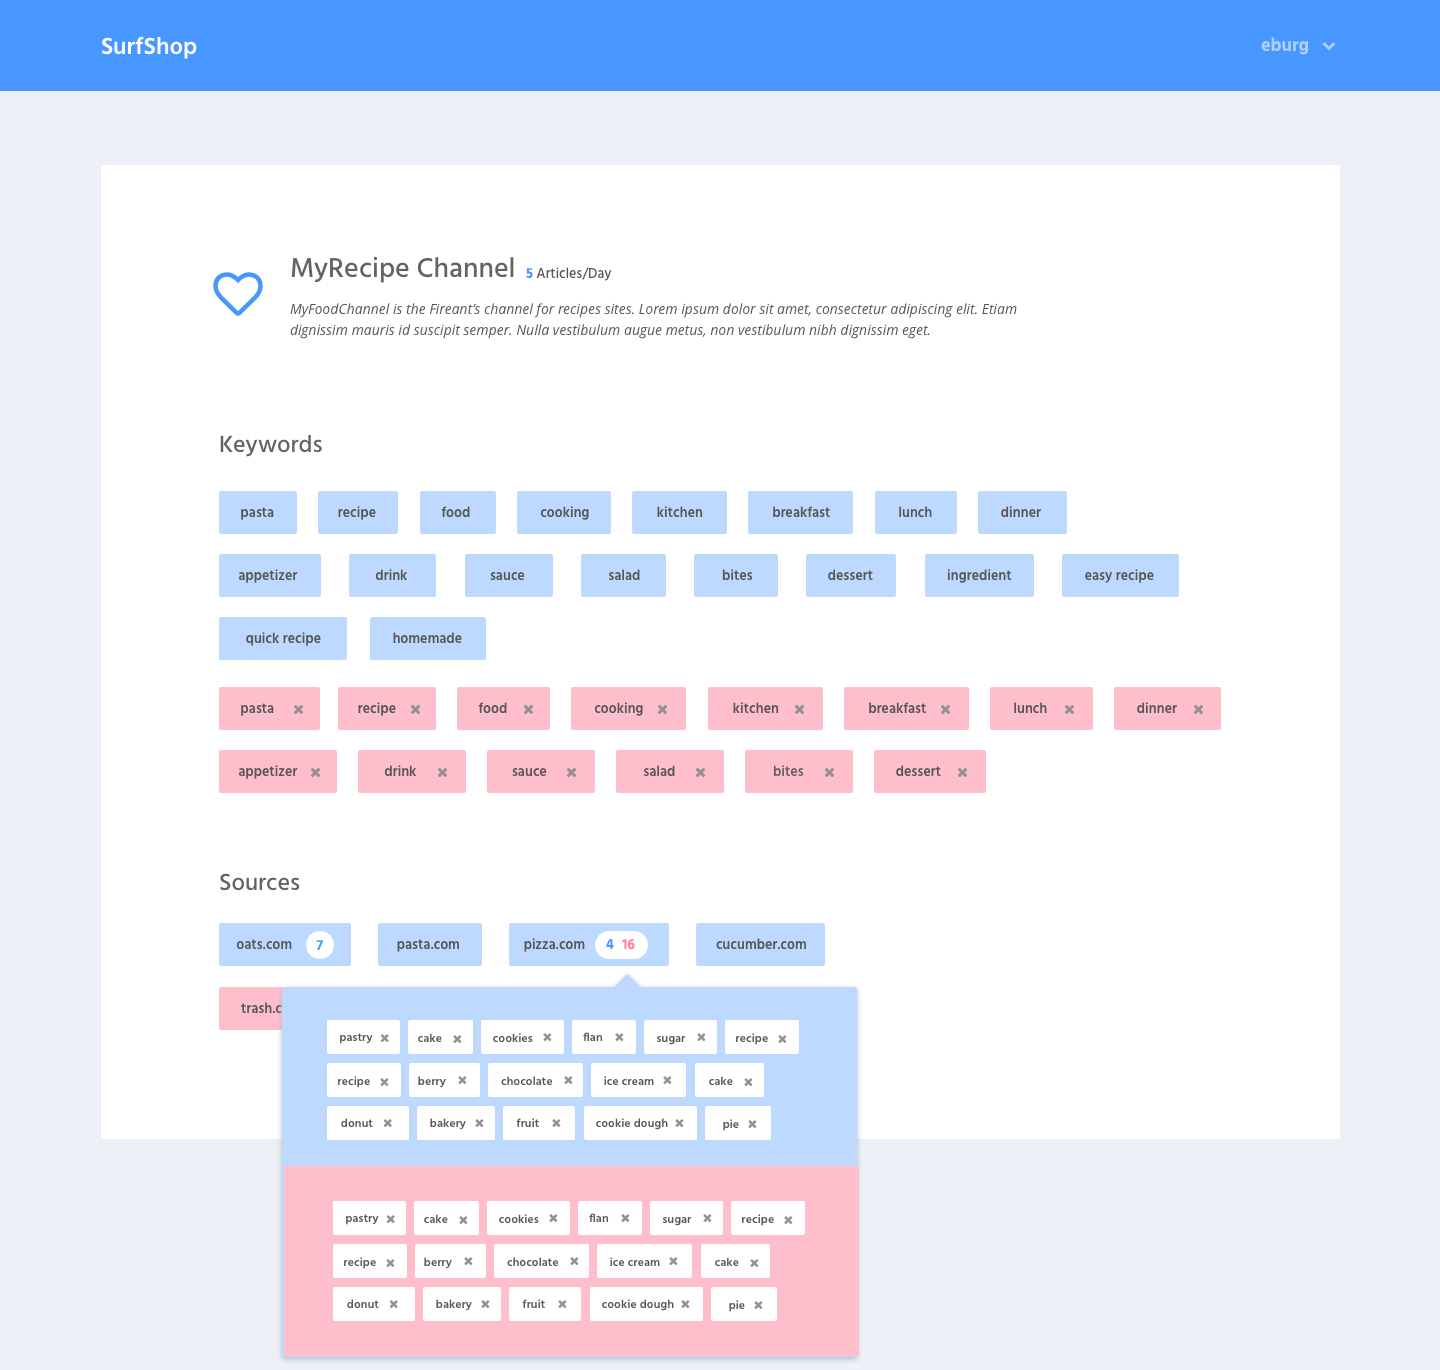 SurfShop eburg
MyRecipe Channel 5 Articles/Day
MyFoodChannel is the Fireant's channel for recipes sites. Lorem ipsum dolor sit amet, consectetur adipiscing elit. Etiam
dignissim mauris id suscipit semper. Nulla vestibulum augue metus, non vestibulum nibh dignissim eget.
Keywords
pasta recipe food cooking kitchen breakfast lunch dinner
appetizer drink sauce salad bites dessert ingredient easy recipe
quick recipe homemade
pasta recipe food cooking kitchen breakfast lunch dinner
appetizer drink sauce salad bites dessert
Sources
oats.com 7 pasta.com pizza.com 4 16 cucumber.com
trash.c
pastry cake cookies flan sugar recipe
recipe berry chocolate ice cream cake
donut bakery fruit cookie dough pie
pastry cake cookies flan sugar recipe
recipe berry chocolate ice cream cake
donut bakery fruit cookie dough pie